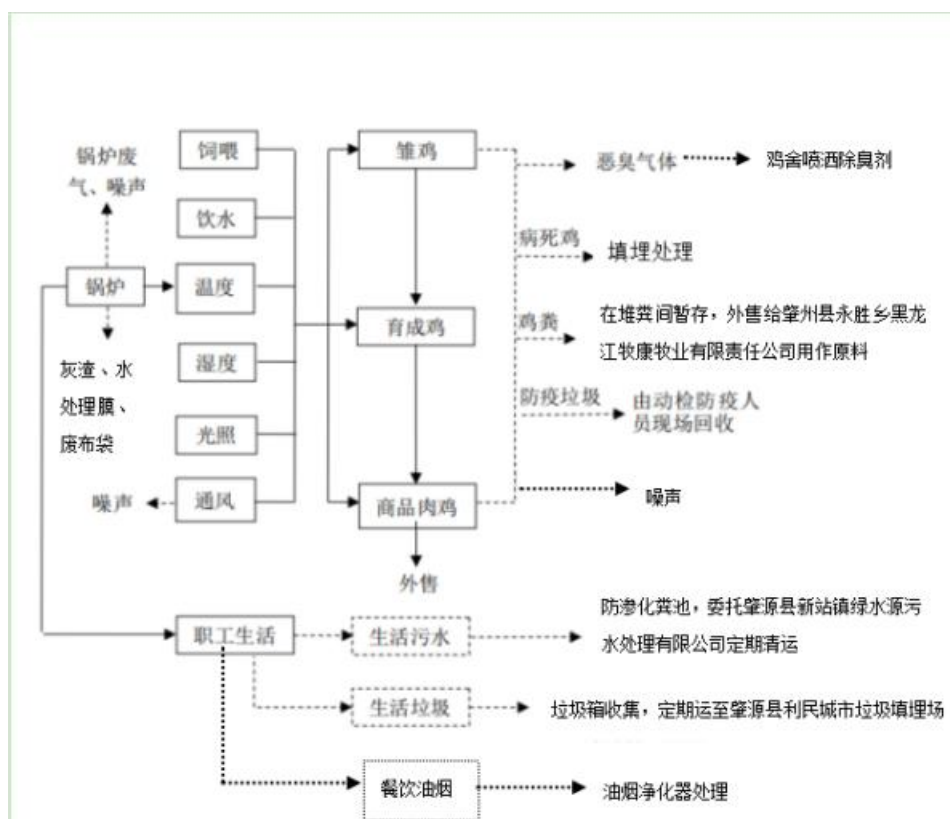 锅炉废
气、噪声
饲喂
雏鸡
恶臭气体
鸡舍喷洒除臭剂
饮水
病死鸡
填埋处理
锅炉
温度
育成鸡
鸡粪
在堆粪间暂存，外售给肇州县永胜乡黑龙
江牧康牧业有限责任公司用作原料
灰渣、水
处理膜、
废布袋
湿度
防疫垃圾
由动检防疫人
员现场回收
光照
噪声
通风
商品肉鸡
噪声
外售
职工生活
生活污水
防渗化粪池，委托肇源县新站镇绿水源污
水处理有限公司定期清运
生活垃圾
垃圾箱收集，定期运至肇源县利民城市垃圾填埋场
餐饮油烟
油烟净化器处理